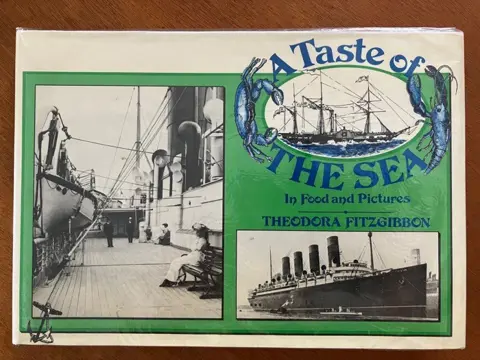 A Taste of
THE SEA
In Food and Pictures
THEODORA FITZGIBBON